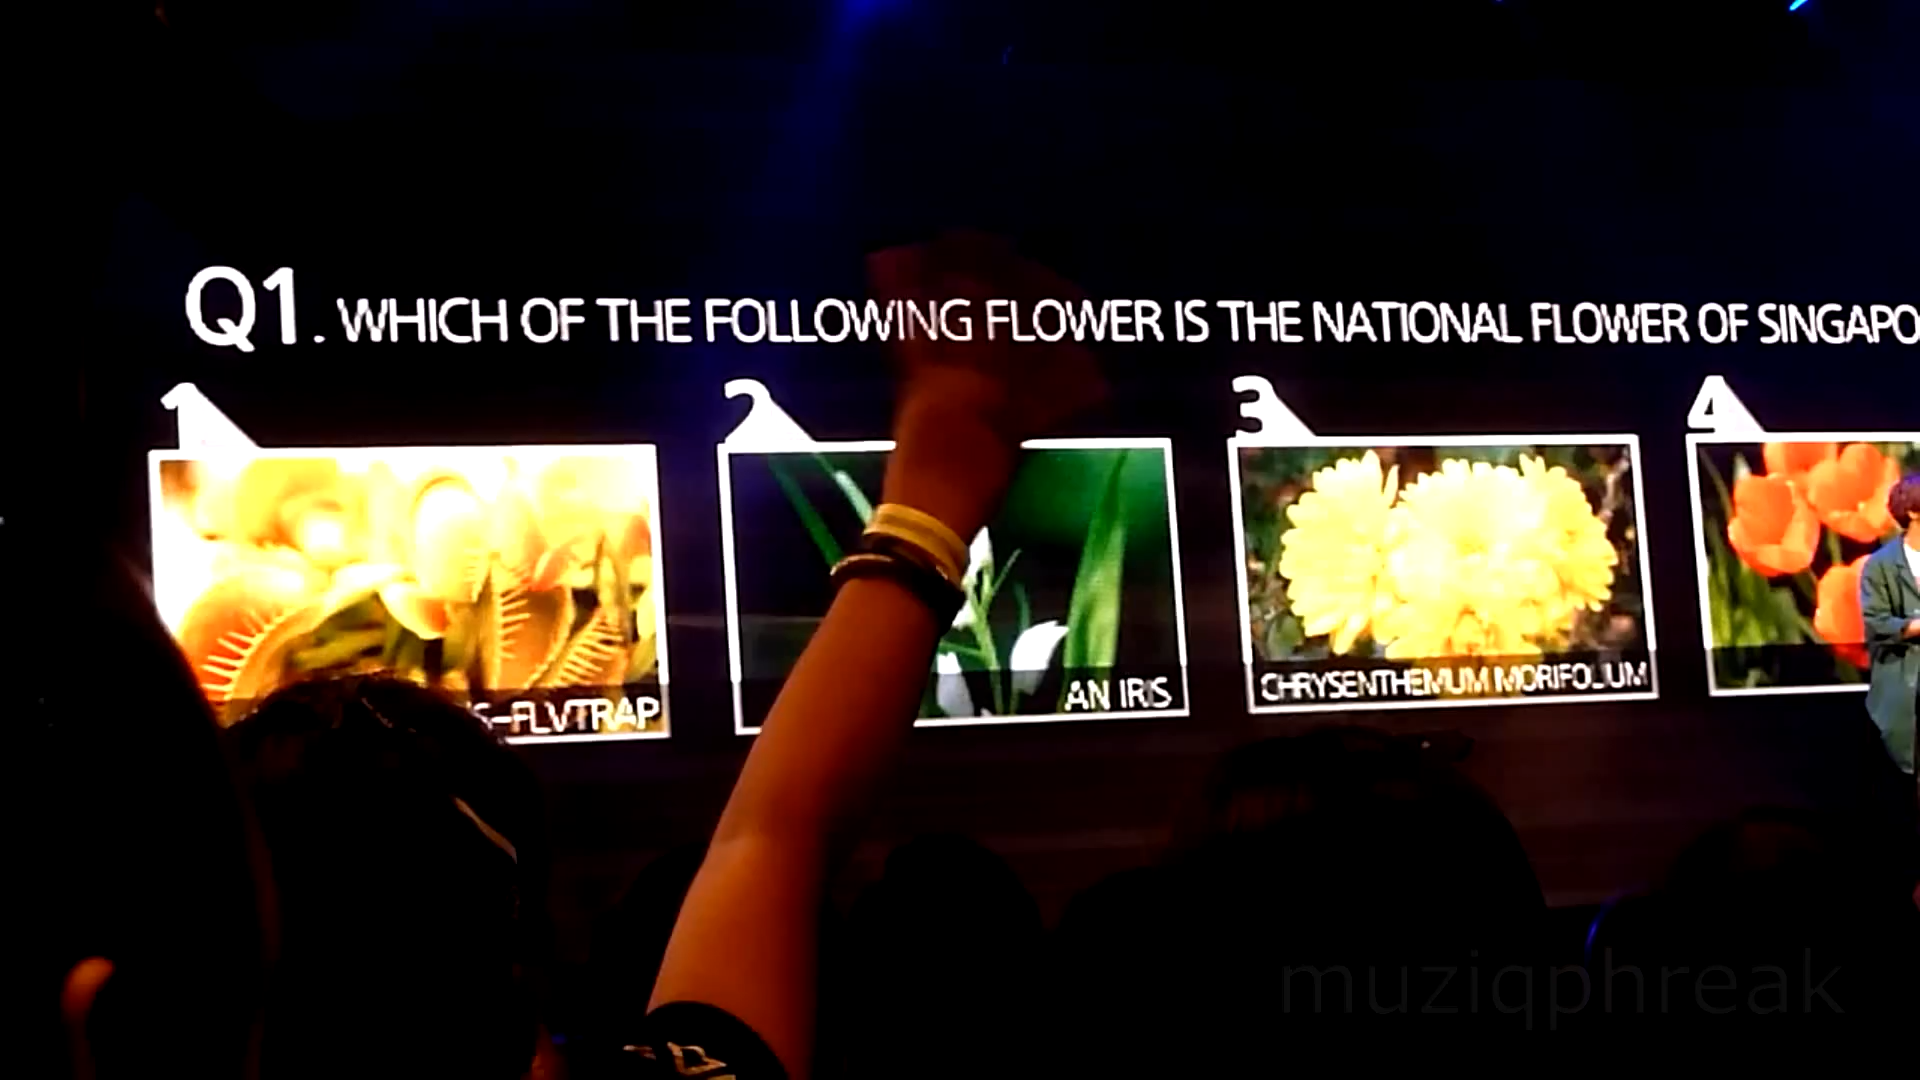 Q1. WHICH OF THE FOLLOWING FLOWER IS THE NATIONAL FLOWER OF SINGAPO
1
2
3
4
S-FLVTRAP
AN IRIS
CHRYSENTHEMUM MORIFOLIUM
muziqphreak